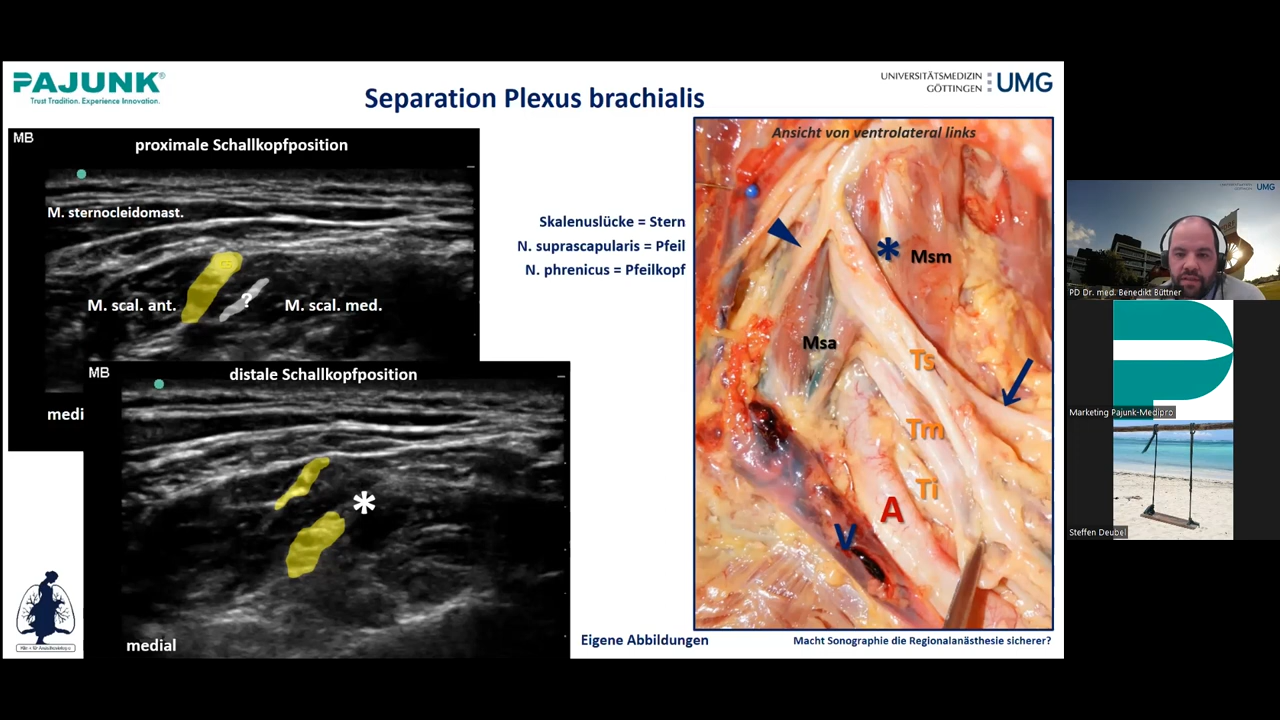 PAJUNK®
Trust Tradition. Experience Innovation.
Separation Plexus brachialis
UNIVERSITÄTSMEDIZIN
GÖTTINGEN
UMG
MB
proximale Schallkopfposition
M. sternocleidomast.
M. scal. ant.
?
M. scal. med.
medi
MB
distale Schallkopfposition
*
medial
Skalenuslücke = Stern
N. suprascapularis = Pfeil
N. phrenicus = Pfeilkopf
Ansicht von ventrolateral links
*
Msm
Msa
Ts
Tm
Ti
A
V
Eigene Abbildungen
Macht Sonographie die Regionalanästhesie sicherer?
UMG
PD Dr. med. Benedikt Büttner
Marketing Pajunk-Medipro
Steffen Deubel